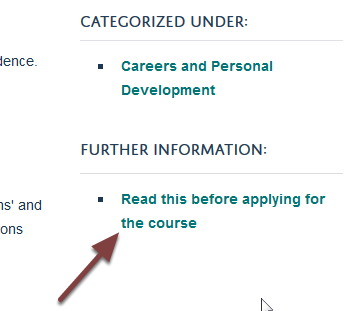 CATEGORIZED UNDER:
dence.
Careers and Personal
Development
FURTHER INFORMATION:
Read this before applying for
ns' and
the course
ons